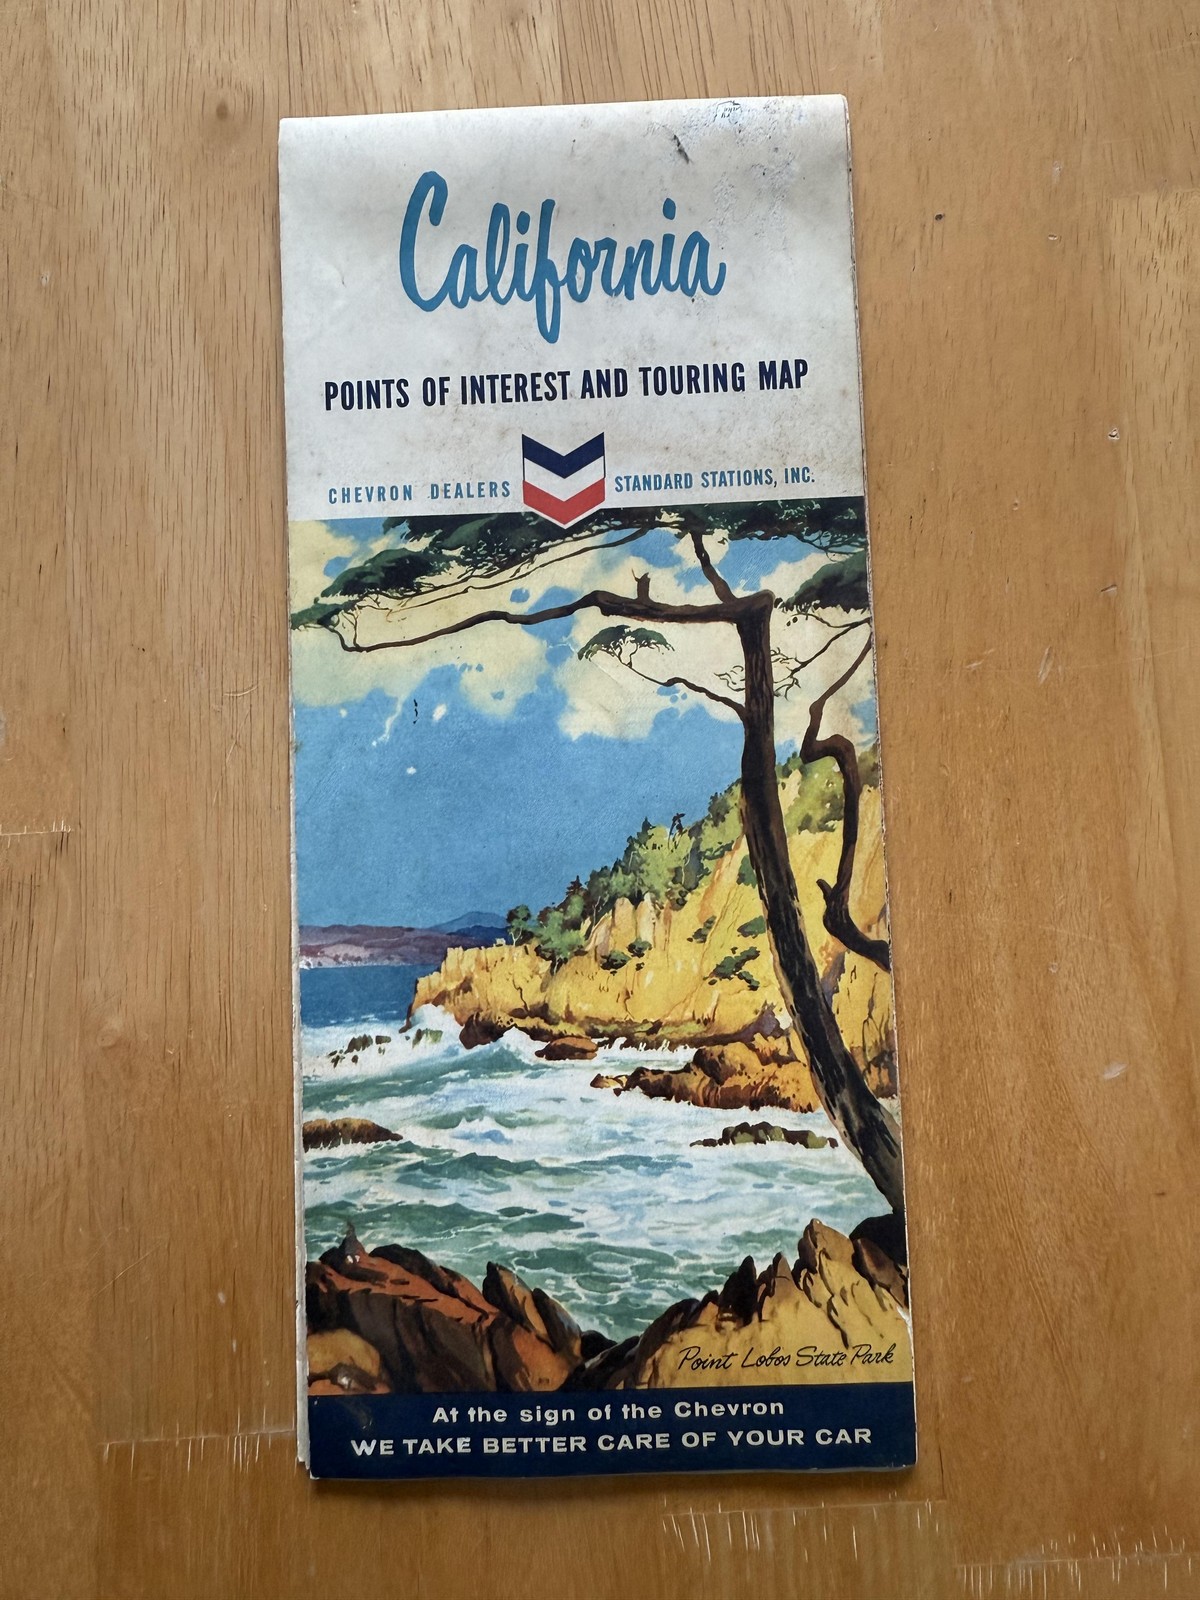 California
POINTS OF INTEREST AND TOURING MAP
CHEVRON DEALERS STANDARD STATIONS, INC.
Point Lobos State Park
At the sign of the Chevron
WE TAKE BETTER CARE OF YOUR CAR